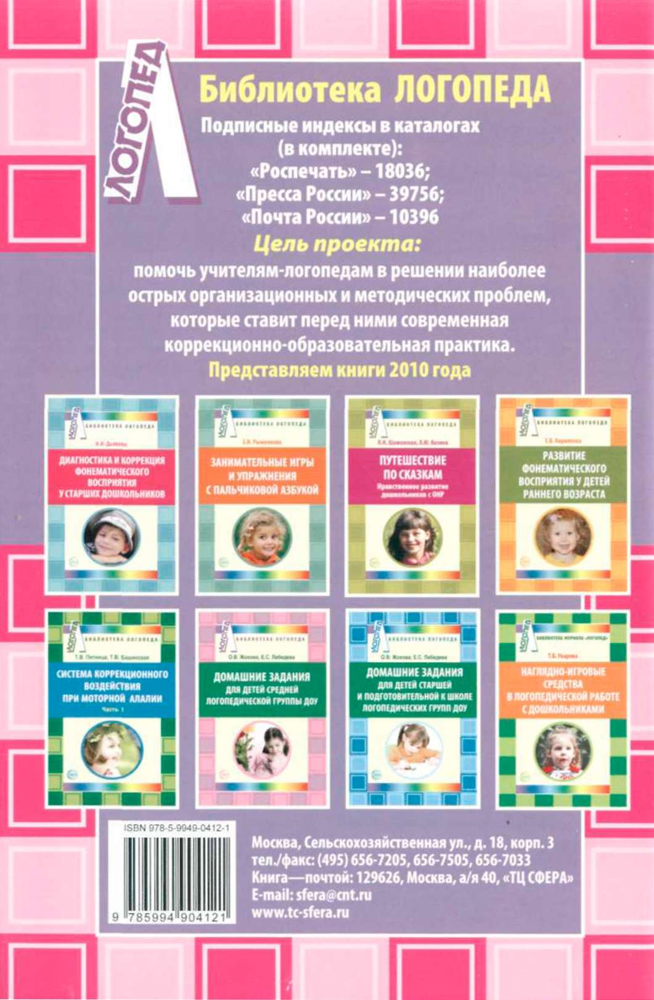 ЛОГОПЕД
Библиотека ЛОГОПЕДА
Подписные индексы в каталогах
(в комплекте):
«Роспечать» – 18036;
«Пресса России» – 39756;
«Почта России» – 10396
Цель проекта:
помочь учителям-логопедам в решении наиболее
острых организационных и методических проблем,
которые ставит перед ними современная
коррекционно-образовательная практика.
Представляем книги 2010 года
ЛОГОПЕД
БИБЛИОТЕКА ЛОГОПЕДА
ДИАГНОСТИКА И КОРРЕКЦИЯ
ФОНЕМАТИЧЕСКОГО
ВОСПРИЯТИЯ
У СТАРШИХ ДОШКОЛЬНИКОВ
ЛОГОПЕД
БИБЛИОТЕКА ЛОГОПЕДА
ЗАНИМАТЕЛЬНЫЕ ИГРЫ
И УПРАЖНЕНИЯ
С ПАЛЬЧИКОВОЙ АЗБУКОЙ
ЛОГОПЕД
БИБЛИОТЕКА ЛОГОПЕДА
ПУТЕШЕСТВИЕ
ПО СКАЗКАМ
Нравственное развитие
дошкольников с ОНР
ЛОГОПЕД
БИБЛИОТЕКА ЛОГОПЕДА
РАЗВИТИЕ
ФОНЕМАТИЧЕСКОГО
ВОСПРИЯТИЯ У ДЕТЕЙ
РАННЕГО ВОЗРАСТА
ЛОГОПЕД
БИБЛИОТЕКА ЛОГОПЕДА
Т.В. Пятница, Т.В. Башинская
СИСТЕМА КОРРЕКЦИОННОГО
ВОЗДЕЙСТВИЯ
ПРИ МОТОРНОЙ АЛАЛИИ
Часть 1
ЛОГОПЕД
БИБЛИОТЕКА ЛОГОПЕДА
О.В. Жохова, Е.С. Лебедева
ДОМАШНИЕ ЗАДАНИЯ
ДЛЯ ДЕТЕЙ СРЕДНЕЙ
ЛОГОПЕДИЧЕСКОЙ ГРУППЫ ДОУ
ЛОГОПЕД
БИБЛИОТЕКА ЛОГОПЕДА
О.В. Жохова, Е.С. Лебедева
ДОМАШНИЕ ЗАДАНИЯ
ДЛЯ ДЕТЕЙ СТАРШЕЙ
И ПОДГОТОВИТЕЛЬНОЙ К ШКОЛЕ
ЛОГОПЕДИЧЕСКИХ ГРУПП ДОУ
ЛОГОПЕД
БИБЛИОТЕКА ЖУРНАЛА «ЛОГОПЕД»
Т.Б. Уварова
НАГЛЯДНО-ИГРОВЫЕ
СРЕДСТВА
В ЛОГОПЕДИЧЕСКОЙ РАБОТЕ
С ДОШКОЛЬНИКАМИ
ISBN 978-5-9949-0412-1
9 785994 904121
Москва, Сельскохозяйственная ул., д. 18, корп. 3
тел./факс: (495) 656-7205, 656-7505, 656-7033
Книга—почтой: 129626, Москва, а/я 40, «ТЦ СФЕРА»
E-mail: sfera@cnt.ru
www.tc-sfera.ru